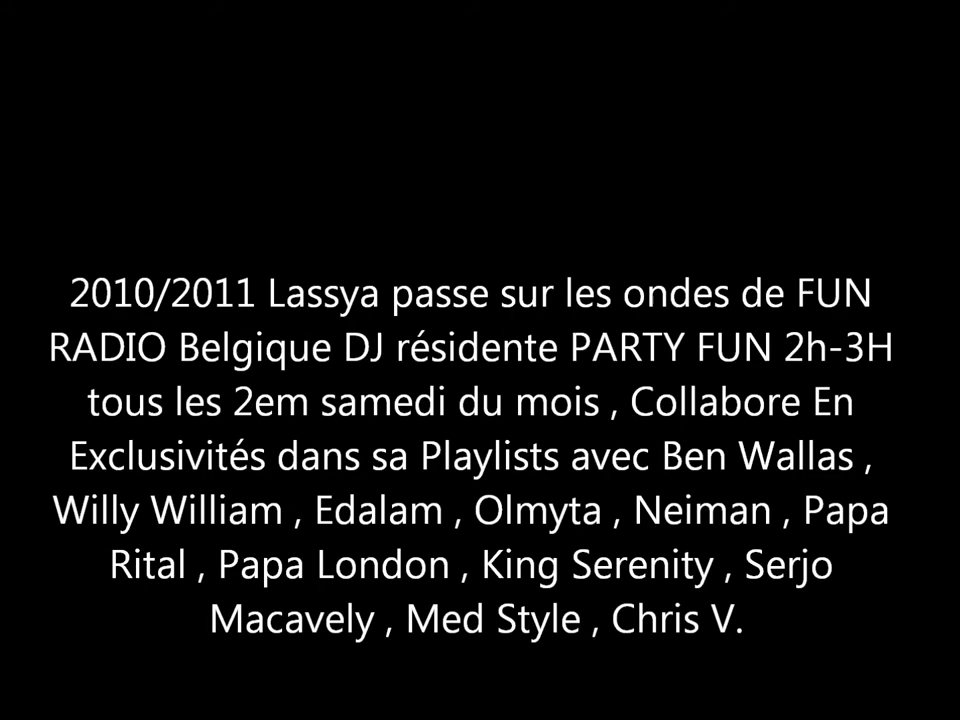 2010/2011 Lassya passe sur les ondes de FUN
RADIO Belgique DJ résidente PARTY FUN 2h-3H
tous les 2em samedi du mois , Collabore En
Exclusivités dans sa Playlists avec Ben Wallas ,
Willy William , Edalam , Olmyta , Neiman , Papa
Rital , Papa London , King Serenity , Serjo
Macavely , Med Style , Chris V.